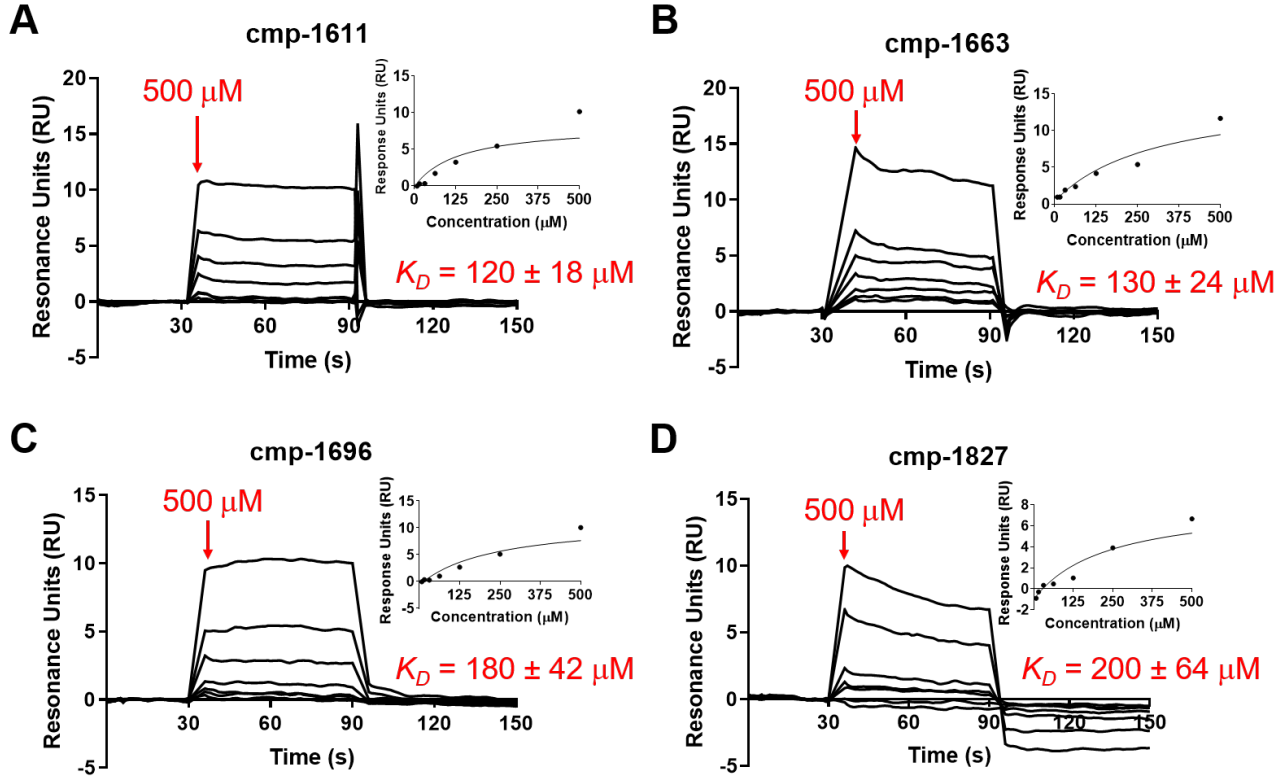 A
cmp-1611
500 μM
Resonance Units (RU)
20
15
10
5
0
-5
30
60
90
120
150
Time (s)
Response Units (RU)
15
10
5
0
0
125
250
375
500
Concentration (μM)
K_D = 120 ± 18 μM
B
cmp-1663
500 μM
Resonance Units (RU)
20
15
10
5
0
-5
30
60
90
120
150
Time (s)
Response Units (RU)
15
10
5
0
0
125
250
375
500
Concentration (μM)
K_D = 130 ± 24 μM
C
cmp-1696
500 μM
Resonance Units (RU)
15
10
5
0
-5
30
60
90
120
150
Time (s)
Response Units (RU)
15
10
5
0
-5
125
250
375
500
Concentration (μM)
K_D = 180 ± 42 μM
D
cmp-1827
500 μM
Resonance Units (RU)
15
10
5
0
-5
30
60
90
120
150
Time (s)
Response Units (RU)
8
6
4
2
0
-2
125
250
375
500
Concentration (μM)
K_D = 200 ± 64 μM